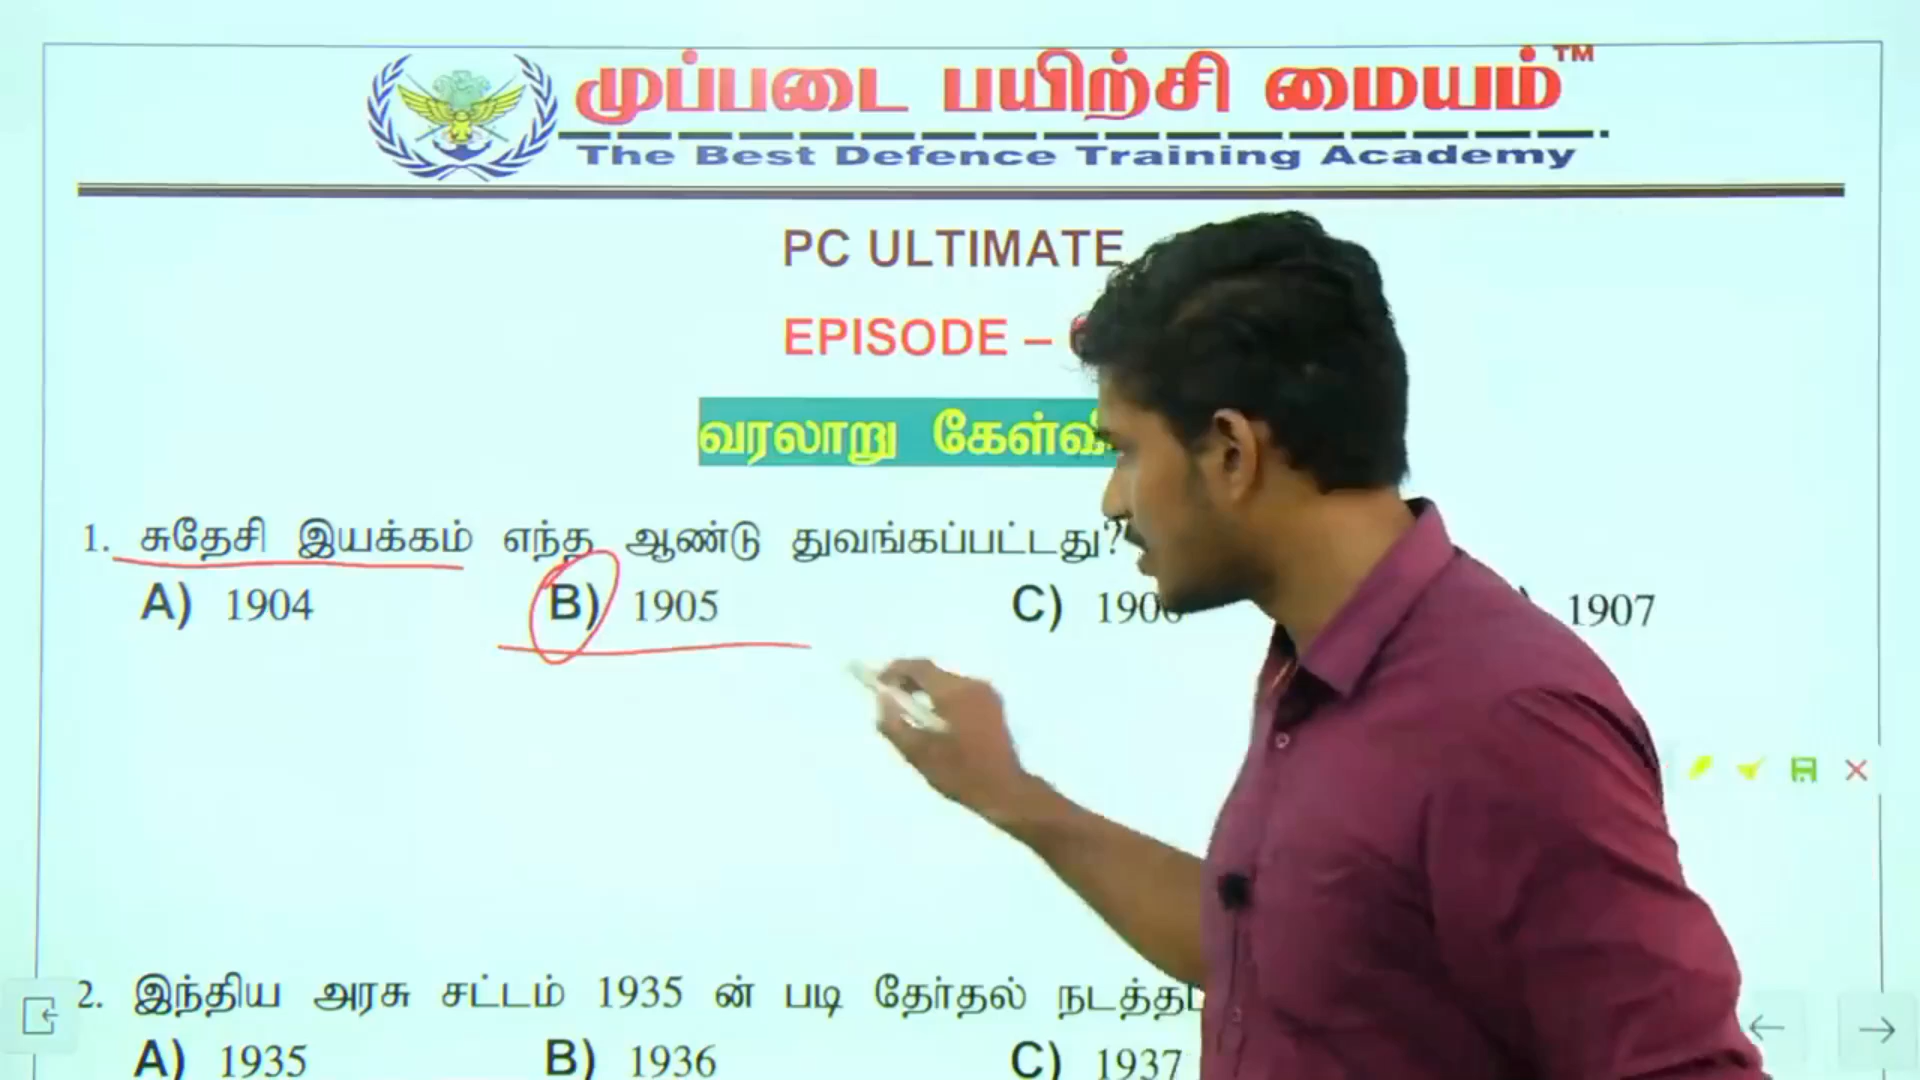 முப்படை பயிற்சி மையம்™
The Best Defence Training Academy
PC ULTIMATE
EPISODE –
வரலாறு
1. சுதேசி இயக்கம் எந்த ஆண்டு துவங்கப்பட்டது?
A) 1904 B) 1905 C) 1907
2. இந்திய அரசு சட்டம் 1935 ன் படி தேர்தல்
A) 1935 B) 1936 C) 1937